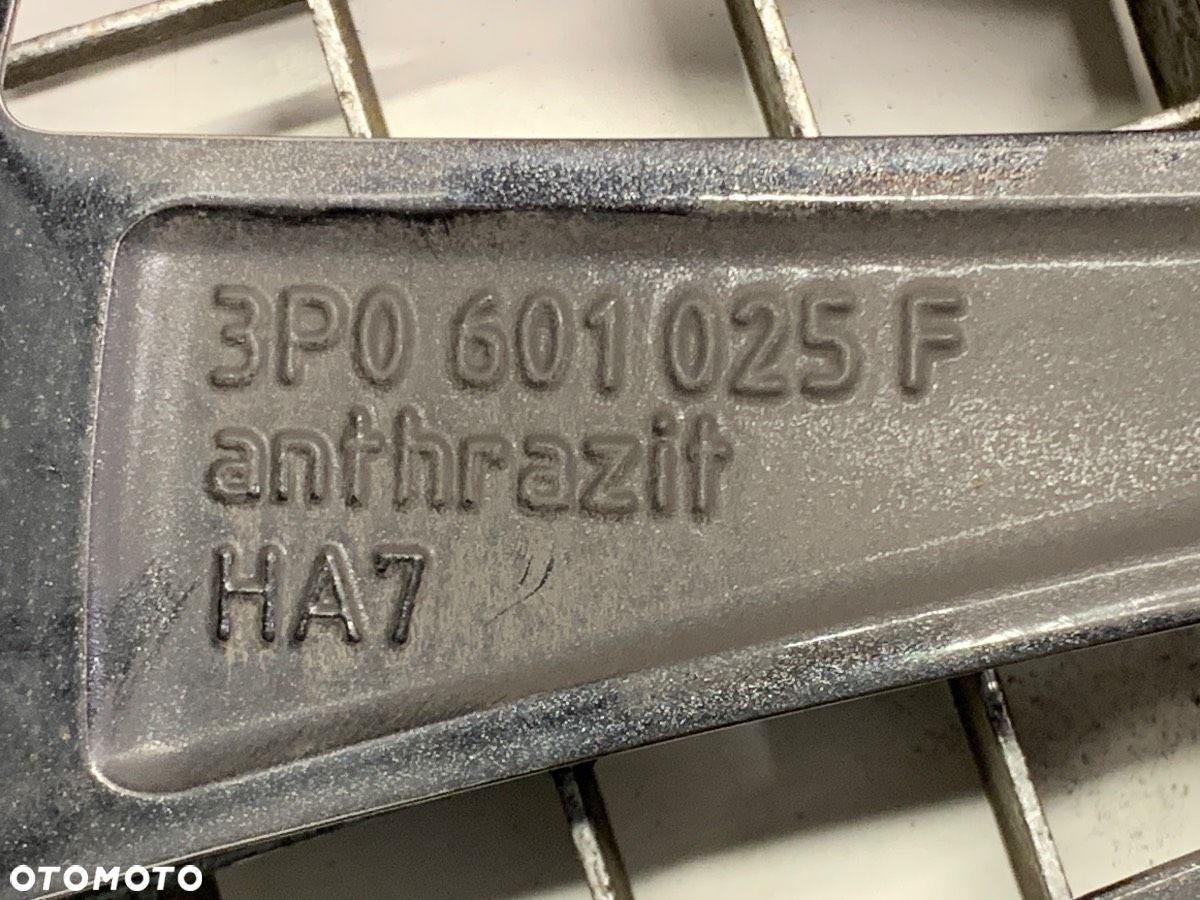 3P0 601 025 F
anthrazit
HA7
OTOMOTO